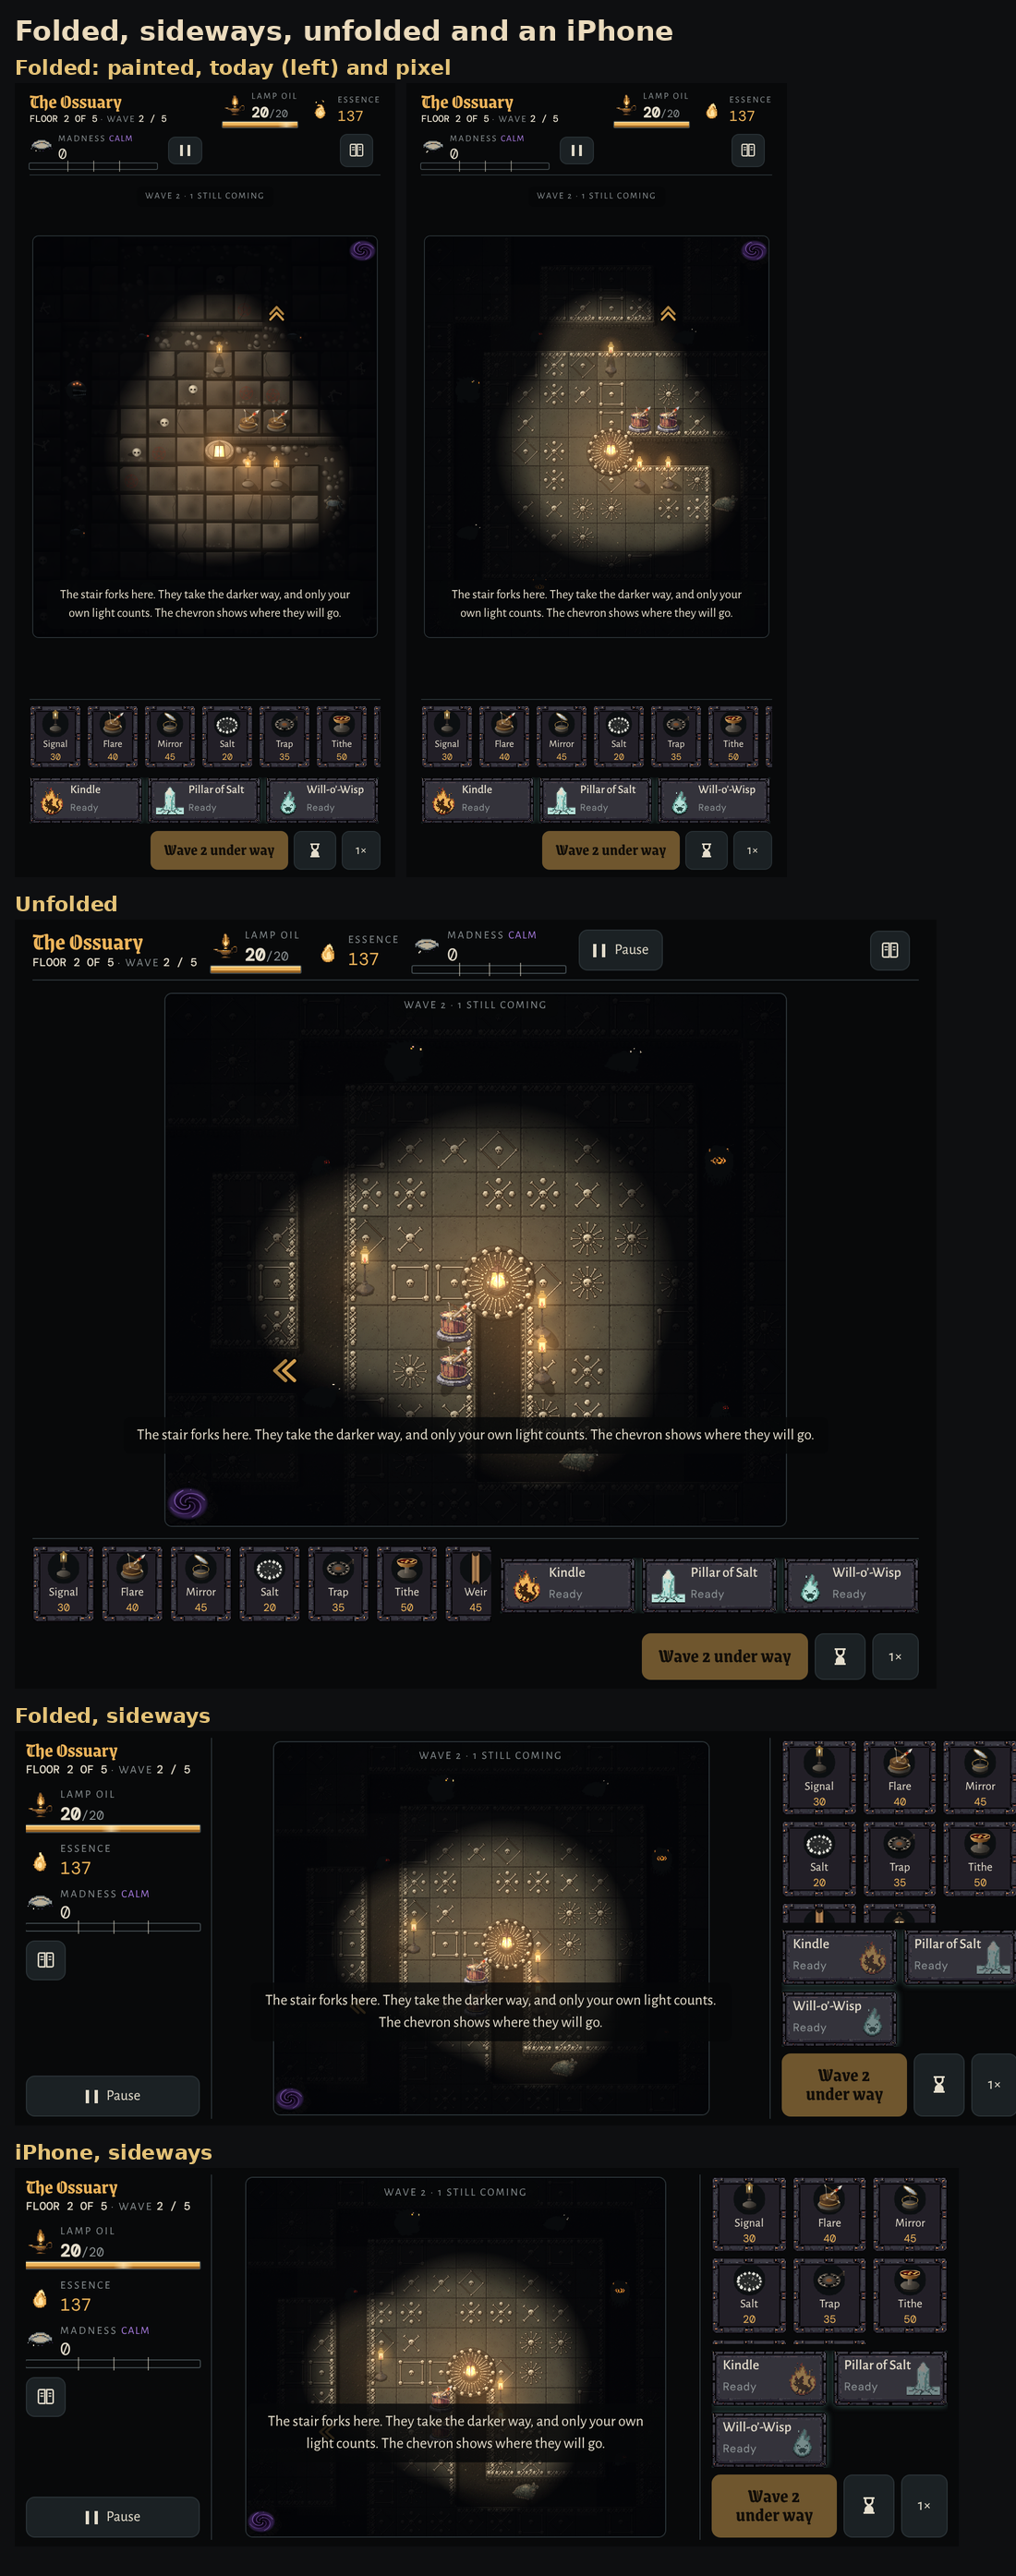 Folded, sideways, unfolded and an iPhone
Folded: painted, today (left) and pixel
The Ossuary
FLOOR 2 OF 5 · WAVE 2 / 5
LAMP OIL
20/20
ESSENCE
137
MADNESS CALM
0
WAVE 2 · 1 STILL COMING
The stair forks here. They take the darker way, and only your
own light counts. The chevron shows where they will go.
Signal
30
Flare
40
Mirror
45
Salt
20
Trap
35
Tithe
50
Kindle
Ready
Pillar of Salt
Ready
Will-o'-Wisp
Ready
Wave 2 under way
1×
The Ossuary
FLOOR 2 OF 5 · WAVE 2 / 5
LAMP OIL
20/20
ESSENCE
137
MADNESS CALM
0
WAVE 2 · 1 STILL COMING
The stair forks here. They take the darker way, and only your
own light counts. The chevron shows where they will go.
Signal
30
Flare
40
Mirror
45
Salt
20
Trap
35
Tithe
50
Kindle
Ready
Pillar of Salt
Ready
Will-o'-Wisp
Ready
Wave 2 under way
1×
Unfolded
The Ossuary
FLOOR 2 OF 5 · WAVE 2 / 5
LAMP OIL
20/20
ESSENCE
137
MADNESS CALM
0
Pause
WAVE 2 · 1 STILL COMING
The stair forks here. They take the darker way, and only your own light counts. The chevron shows where they will go.
Signal
30
Flare
40
Mirror
45
Salt
20
Trap
35
Tithe
50
Weir
45
Kindle
Ready
Pillar of Salt
Ready
Will-o'-Wisp
Ready
Wave 2 under way
1×
Folded, sideways
The Ossuary
FLOOR 2 OF 5 · WAVE 2 / 5
LAMP OIL
20/20
ESSENCE
137
MADNESS CALM
0
Pause
WAVE 2 · 1 STILL COMING
The stair forks here. They take the darker way, and only your own light counts.
The chevron shows where they will go.
Signal
30
Flare
40
Mirror
45
Salt
20
Trap
35
Tithe
50
Kindle
Ready
Pillar of Salt
Ready
Will-o'-Wisp
Ready
Wave 2
under way
1×
iPhone, sideways
The Ossuary
FLOOR 2 OF 5 · WAVE 2 / 5
LAMP OIL
20/20
ESSENCE
137
MADNESS CALM
0
Pause
WAVE 2 · 1 STILL COMING
The stair forks here. They take the darker way, and only your own
light counts. The chevron shows where they will go.
Signal
30
Flare
40
Mirror
45
Salt
20
Trap
35
Tithe
50
Kindle
Ready
Pillar of Salt
Ready
Will-o'-Wisp
Ready
Wave 2
under way
1×